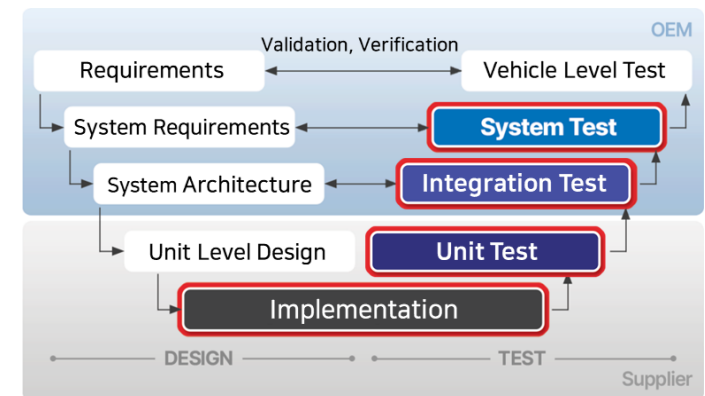 OEM
Validation, Verification
Requirements
Vehicle Level Test
System Requirements
System Test
System Architecture
Integration Test
Unit Level Design
Unit Test
Implementation
DESIGN
TEST
Supplier